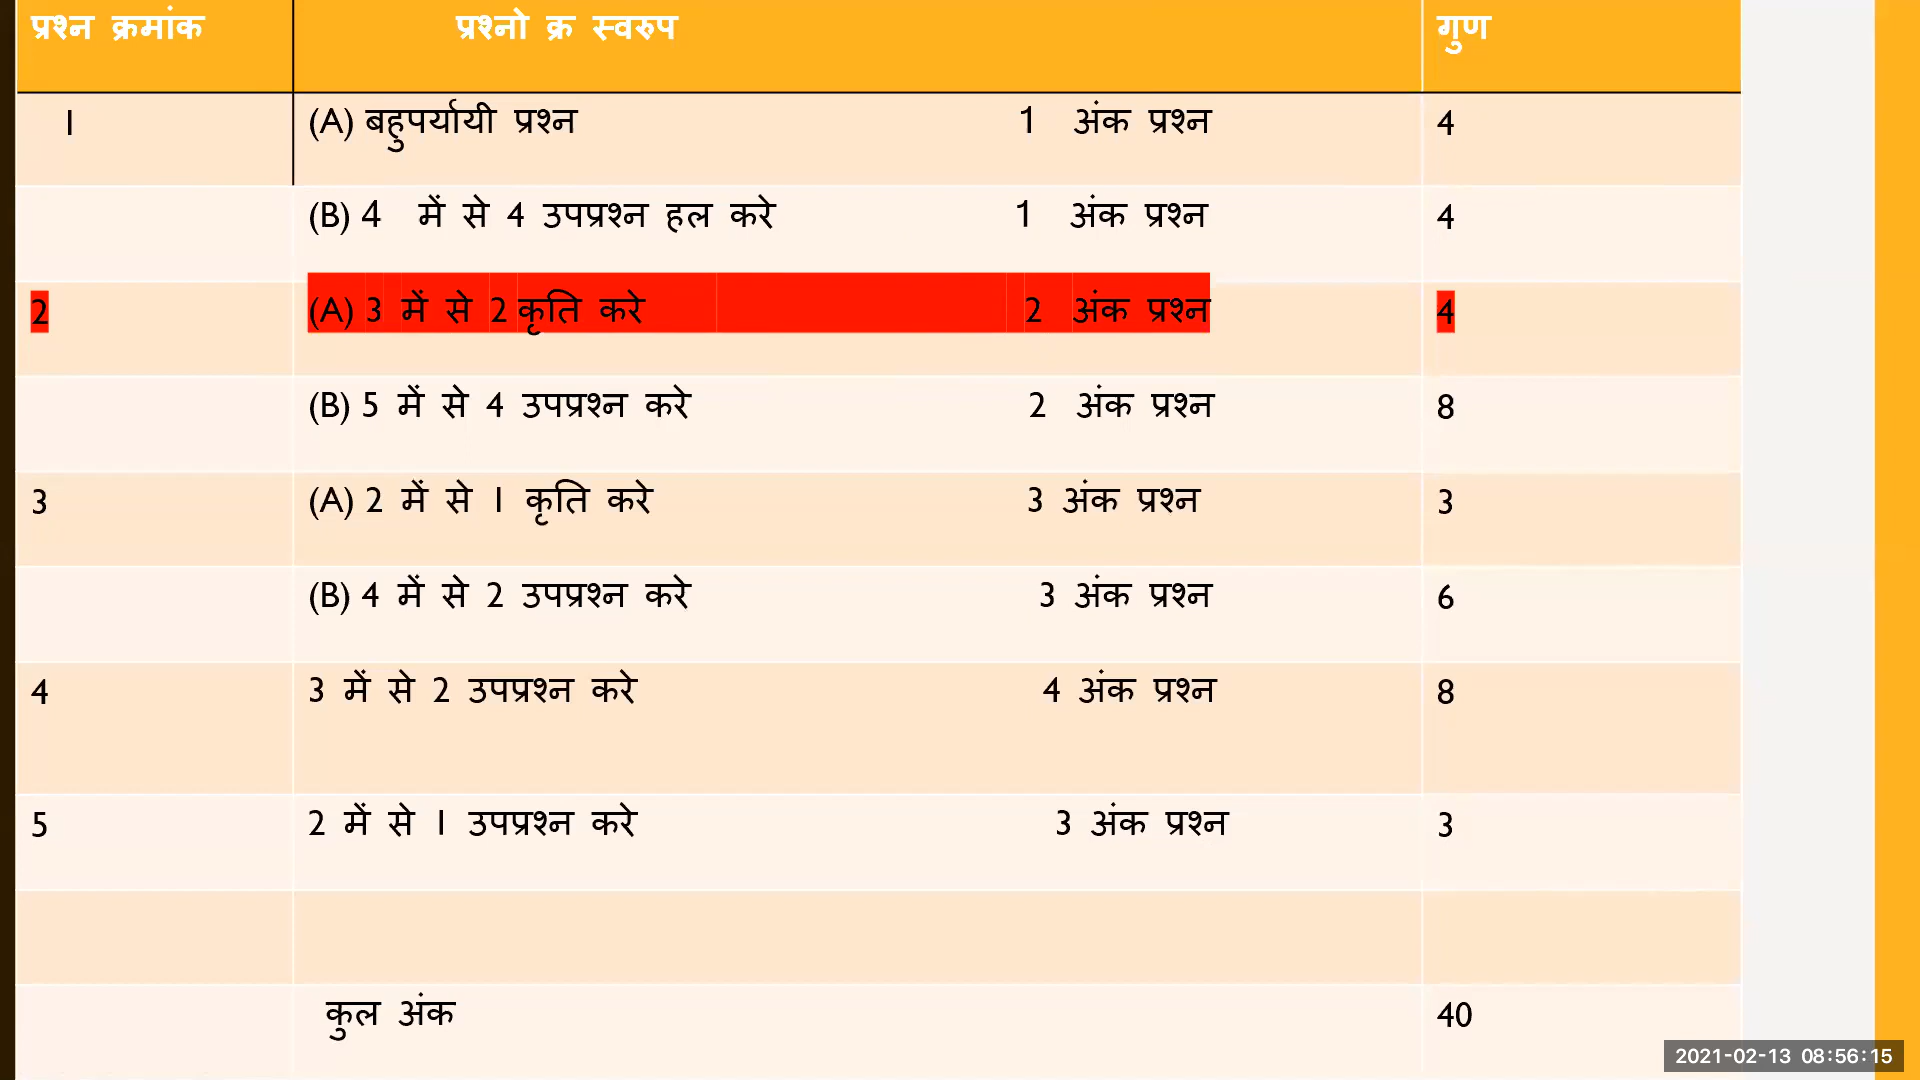 प्रश्न क्रमांक प्रश्नो क्र स्वरुप गुण
1 (A) बहुपर्यायी प्रश्न 1 अंक प्रश्न 4
(B) 4 में से 4 उपप्रश्न हल करे 1 अंक प्रश्न 4
2 (A) 3 में से 2 कृति करे 2 अंक प्रश्न 4
(B) 5 में से 4 उपप्रश्न करे 2 अंक प्रश्न 8
3 (A) 2 में से 1 कृति करे 3 अंक प्रश्न 3
(B) 4 में से 2 उपप्रश्न करे 3 अंक प्रश्न 6
4 3 में से 2 उपप्रश्न करे 4 अंक प्रश्न 8
5 2 में से 1 उपप्रश्न करे 3 अंक प्रश्न 3
कुल अंक 40
2021-02-13 08:56:15